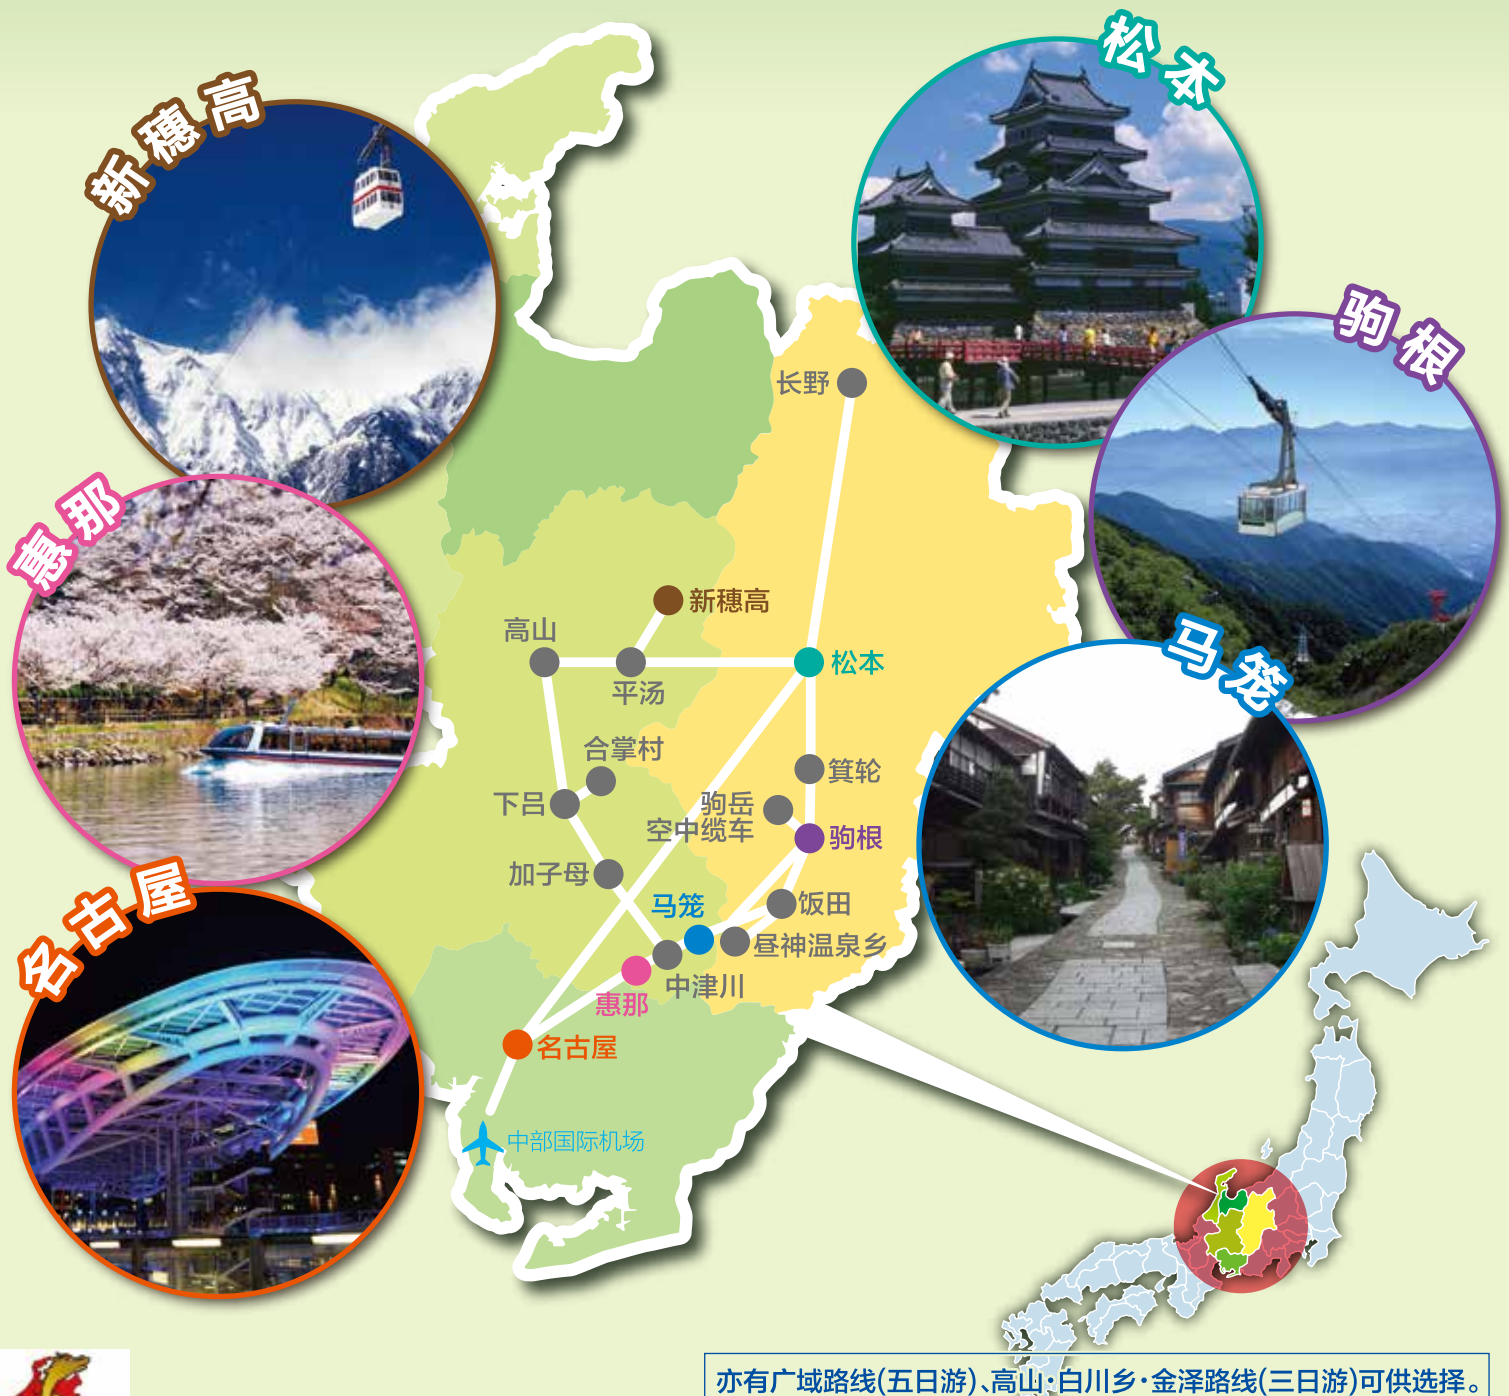 新穗高
松本
驹根
惠那
马笼
名古屋
长野
新穗高
高山
平汤
松本
合掌村
下吕
箕轮
驹岳
空中缆车
驹根
加子母
马笼
饭田
昼神温泉乡
中津川
惠那
名古屋
中部国际机场
亦有广域路线(五日游)、高山·白川乡·金泽路线(三日游)可供选择。